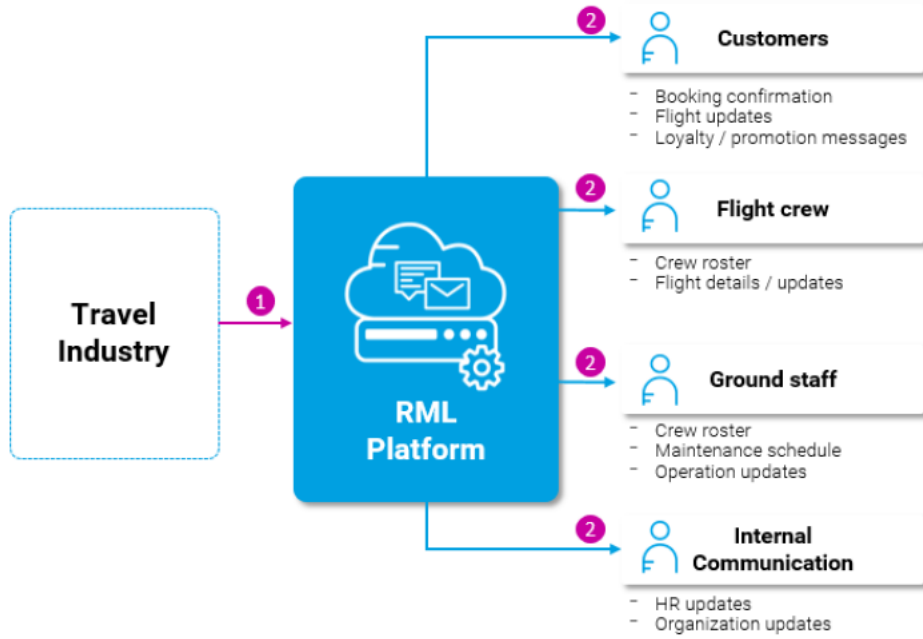 Travel
Industry
1
RML
Platform
2
Customers
- Booking confirmation
- Flight updates
- Loyalty / promotion messages
2
Flight crew
- Crew roster
- Flight details / updates
2
Ground staff
- Crew roster
- Maintenance schedule
- Operation updates
2
Internal
Communication
- HR updates
- Organization updates